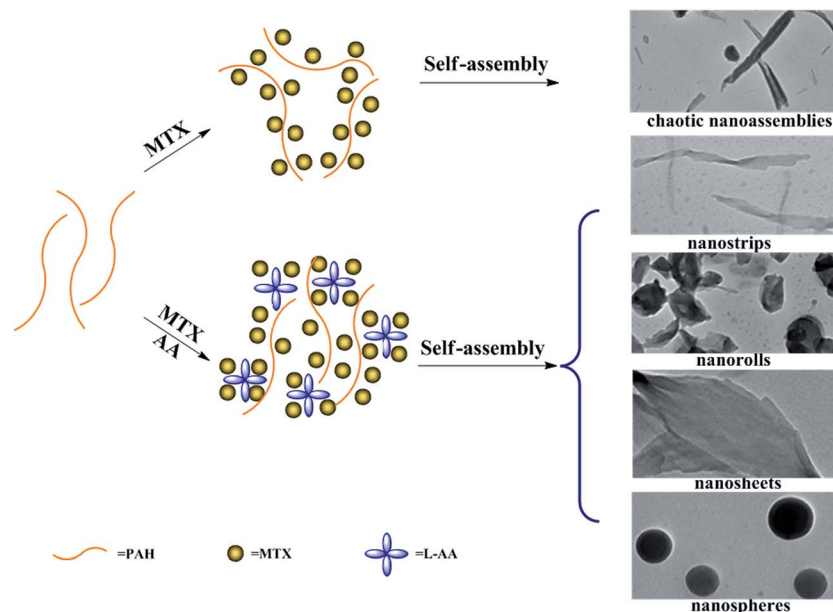 Self-assembly
chaotic nanoassemblies
MTX
nanostrips
nanorolls
MTX
AA
Self-assembly
nanosheets
nanospheres
=PAH
=MTX
=L-AA